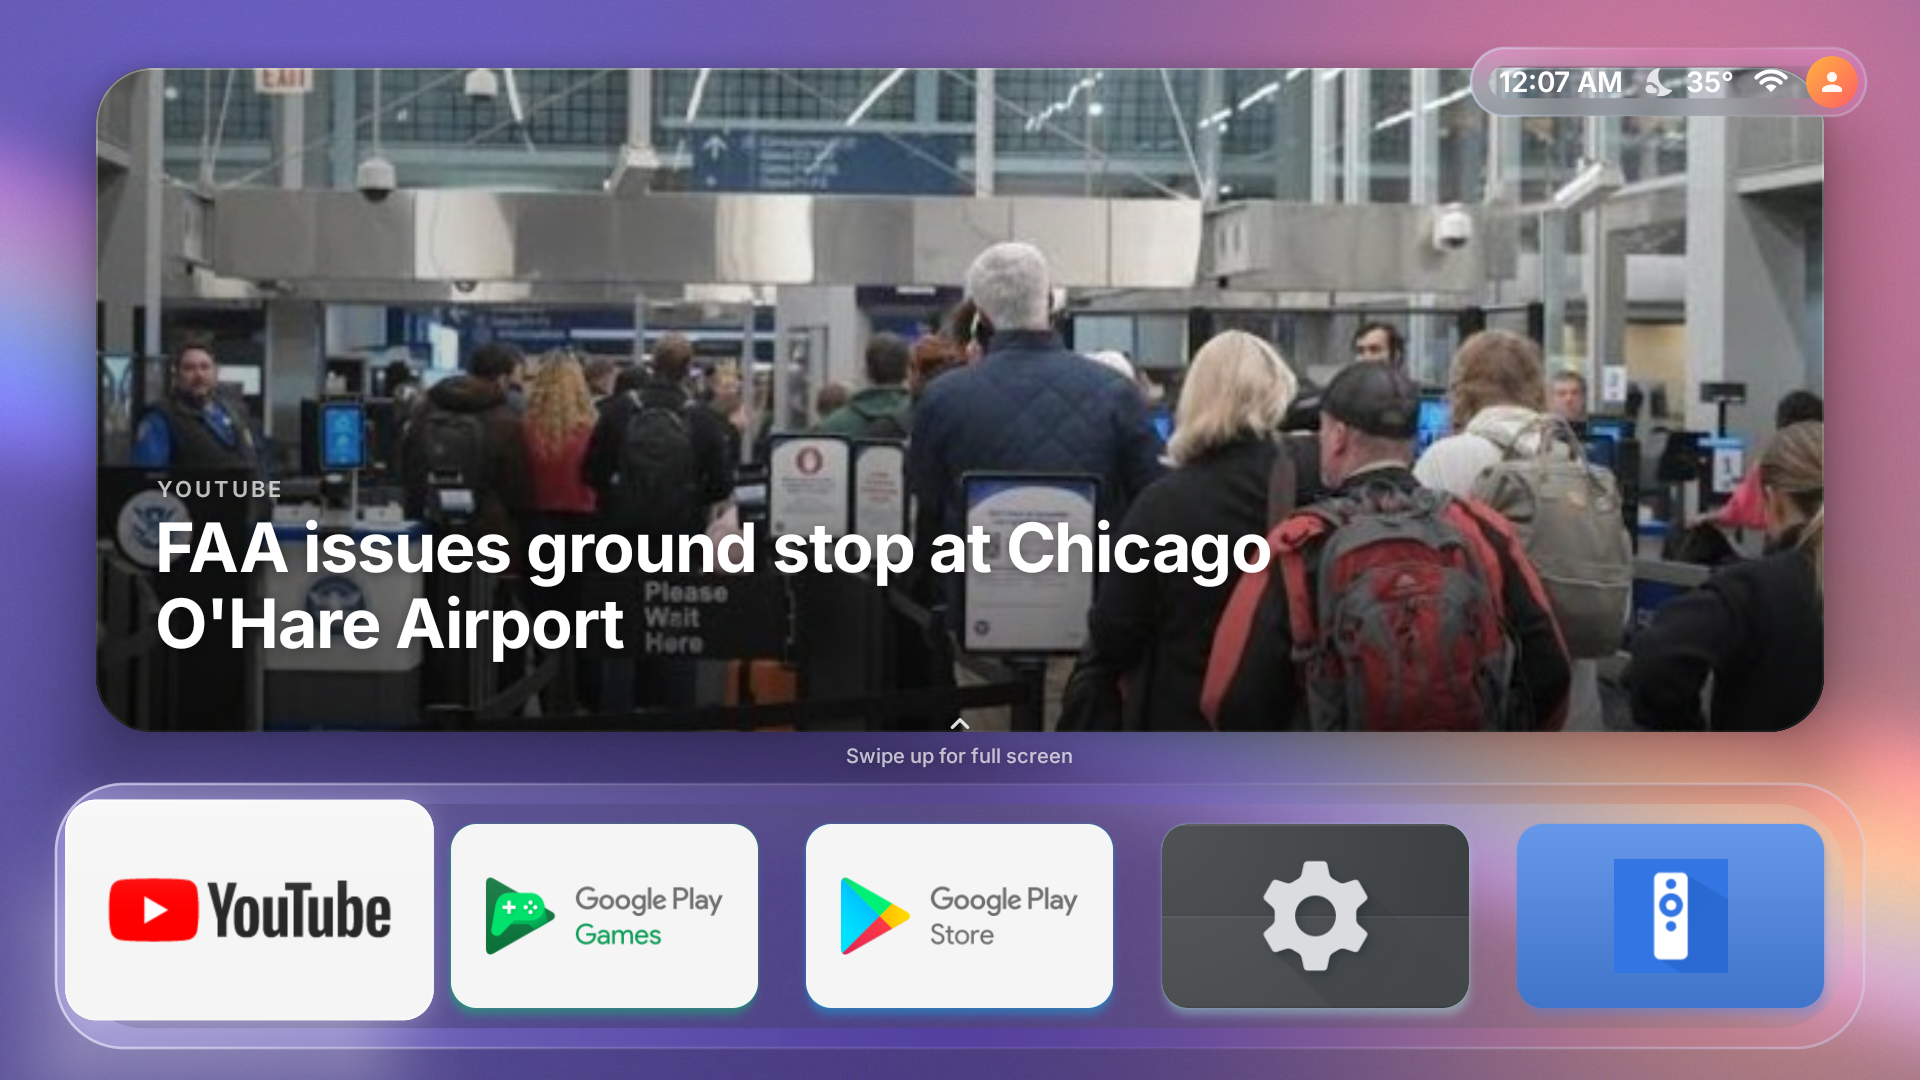 EXIT
12:07 AM 35°
YOUTUBE
FAA issues ground stop at Chicago
O'Hare Airport
Please
Wait
Here
Swipe up for full screen
YouTube
Google Play
Games
Google Play
Store